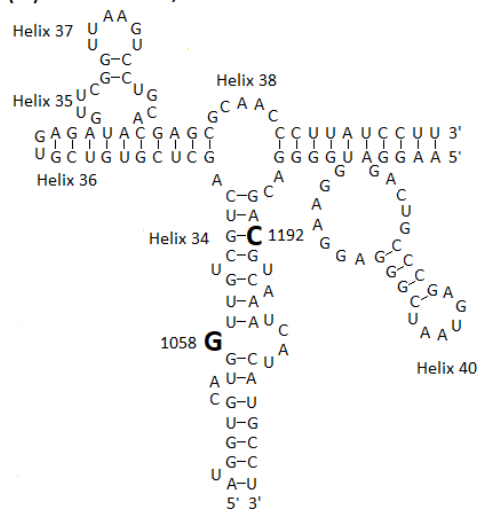 A A
Helix 37 U G
U U
G–C
Helix 38
U C G–C U
Helix 35 U G
U G C A A
U G A C C
G A G A U A C G A G C C C U U A U C C U U 3'
U C G U G U C G C U C G G G G G G U G A G G A A 5'
Helix 36
A G A G G A
C–G C A C
U A A U
Helix 34 G–C 1192 A G
C–G G G A G C C
U G–C U G C
U A A G–C G A
U–A U C–G G
U–A C U U
1058 G A A A
G–C U Helix 40
A U A
C G–U
U G
G–C
U G–C
A–U
5' 3'